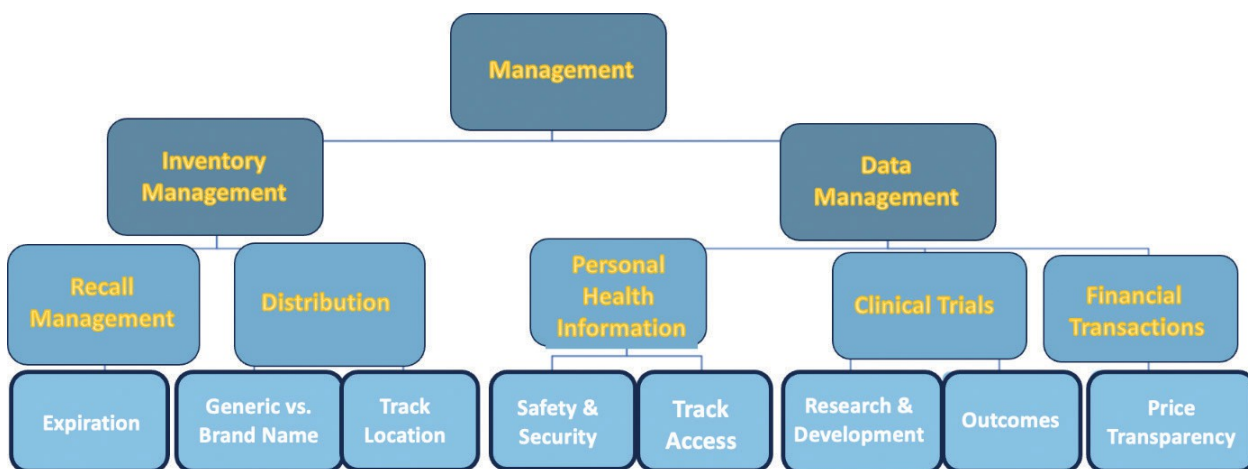 Management
Inventory
Management
Data
Management
Recall
Management
Distribution
Personal
Health
Information
Clinical Trials
Financial
Transactions
Expiration
Generic vs.
Brand Name
Track
Location
Safety &
Security
Track
Access
Research &
Development
Outcomes
Price
Transparency